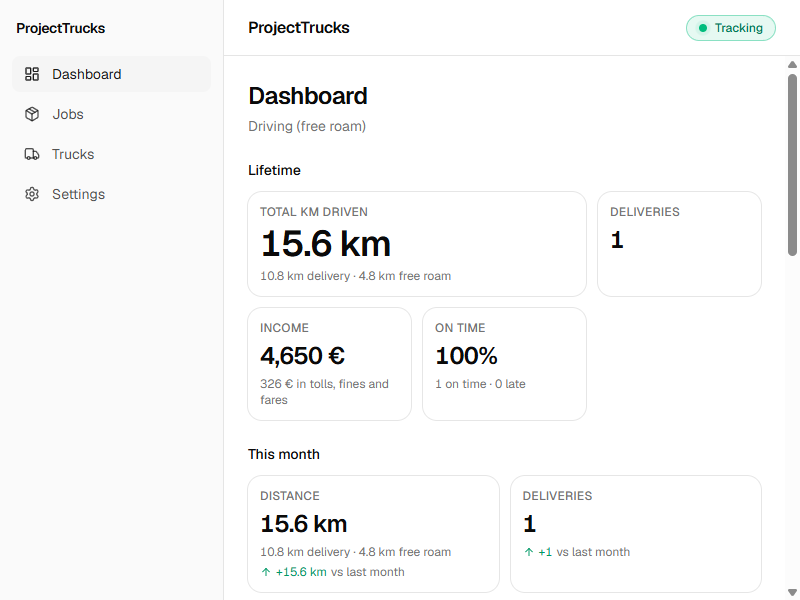 ProjectTrucks
Dashboard
Jobs
Trucks
Settings
ProjectTrucks
Tracking
Dashboard
Driving (free roam)
Lifetime
TOTAL KM DRIVEN
15.6 km
10.8 km delivery · 4.8 km free roam
DELIVERIES
1
INCOME
4,650 €
326 € in tolls, fines and
fares
ON TIME
100%
1 on time · 0 late
This month
DISTANCE
15.6 km
10.8 km delivery · 4.8 km free roam
↑ +15.6 km vs last month
DELIVERIES
1
↑ +1 vs last month